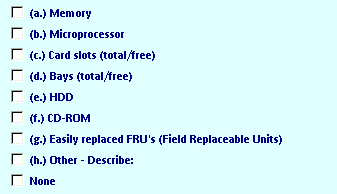 (a.) Memory
(b.) Microprocessor
(c.) Card slots (total/free)
(d.) Bays (total/free)
(e.) HDD
(f.) CD-ROM
(g.) Easily replaced FRU's (Field Replaceable Units)
(h.) Other - Describe:
None